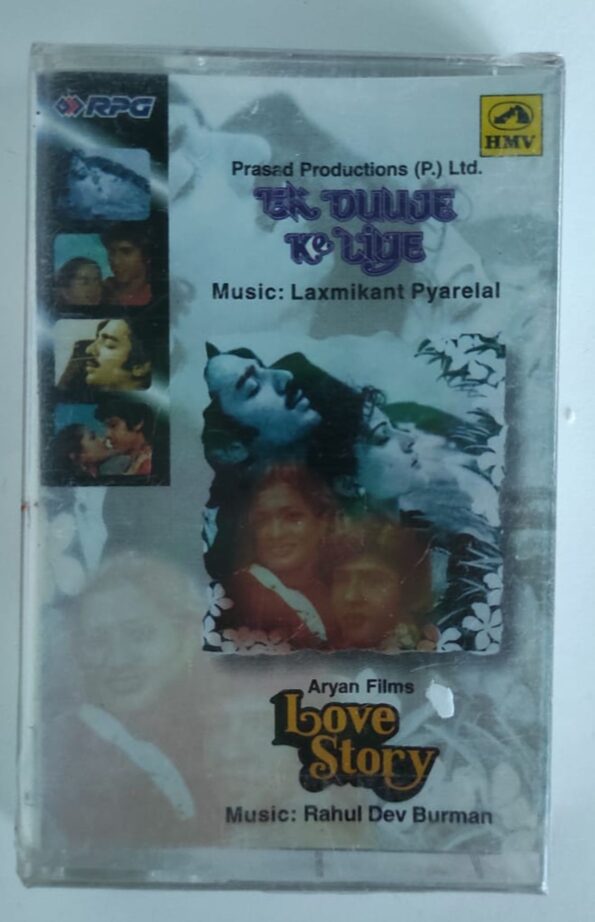 RPG
HMV
Prasad Productions (P.) Ltd.
EK DUUJE
Ke Liye
Music: Laxmikant Pyarelal
Aryan Films
Love
Story
Music: Rahul Dev Burman